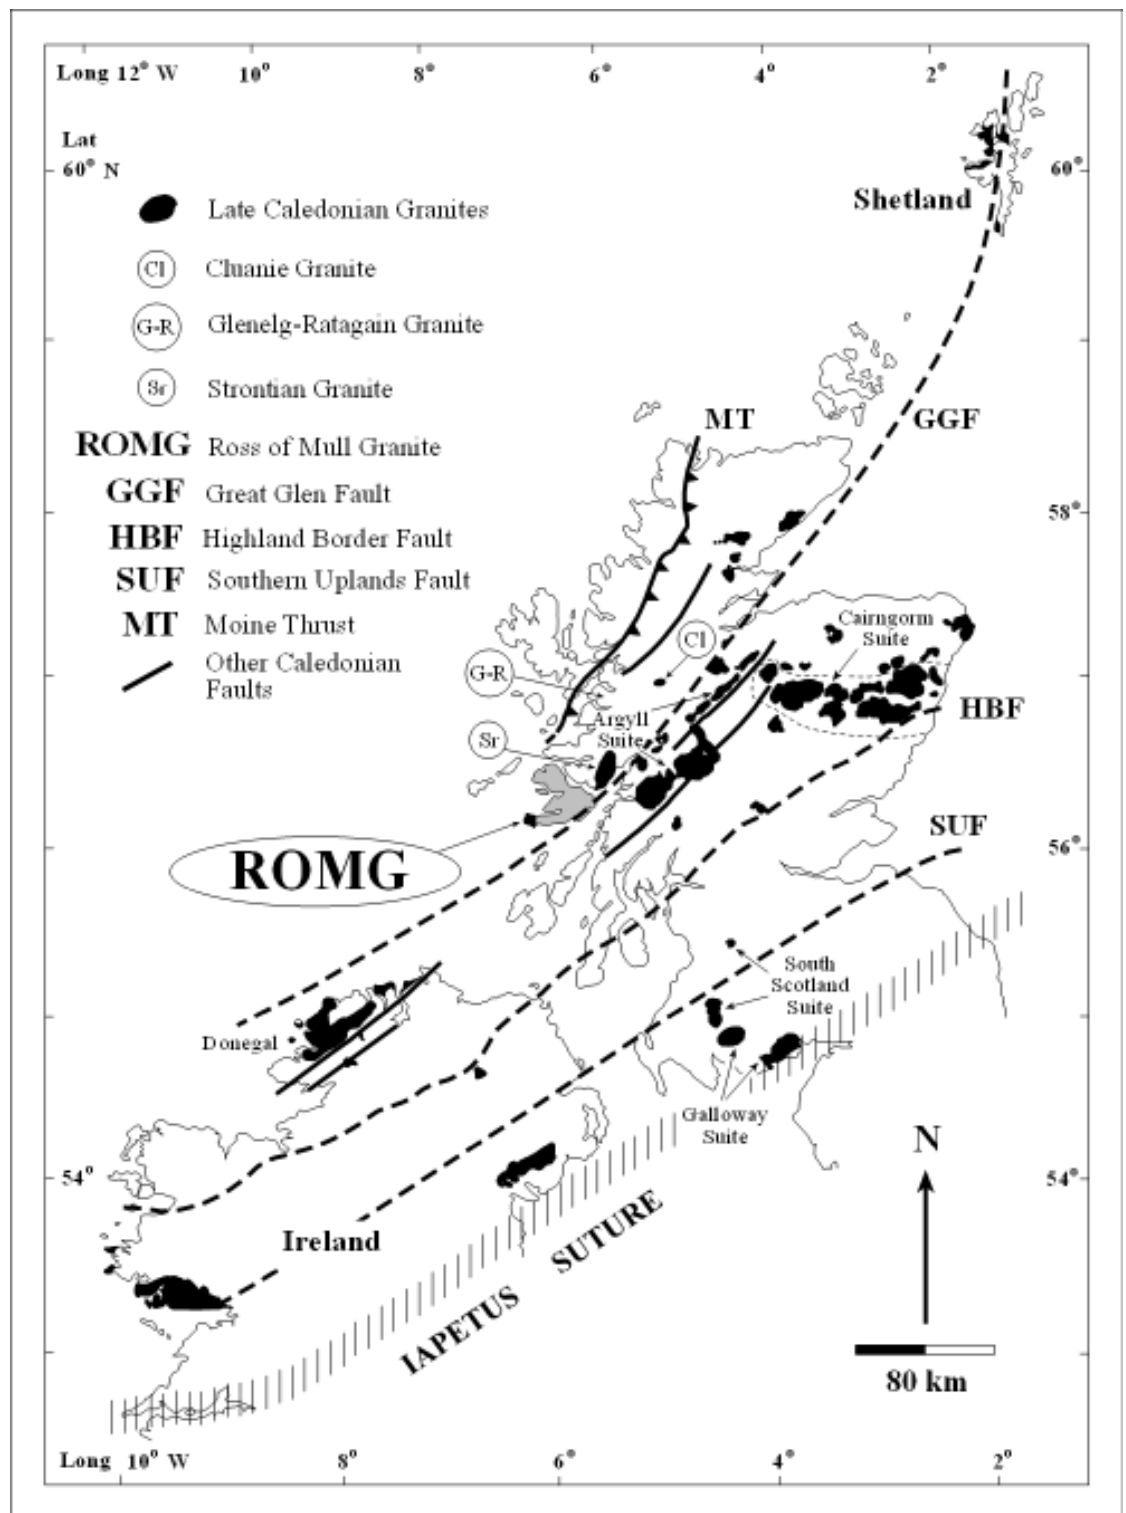 Long 12° W 10° 8° 6° 4° 2°
Lat
60° N
60°
Shetland
Late Caledonian Granites
Cl Cluanie Granite
G-R Glenelg-Ratagain Granite
Sr Strontian Granite
ROMG Ross of Mull Granite
GGF Great Glen Fault
HBF Highland Border Fault
SUF Southern Uplands Fault
MT Moine Thrust
Other Caledonian
Faults
MT
GGF
58°
Cairngorm
Suite
Cl
G-R
HBF
Argyll
Suite
Sr
SUF
56°
ROMG
South
Scotland
Suite
Donegal
Galloway
Suite
N
54°
54°
Ireland
IAPETUS SUTURE
80 km
Long 10° W 8° 6° 4° 2°